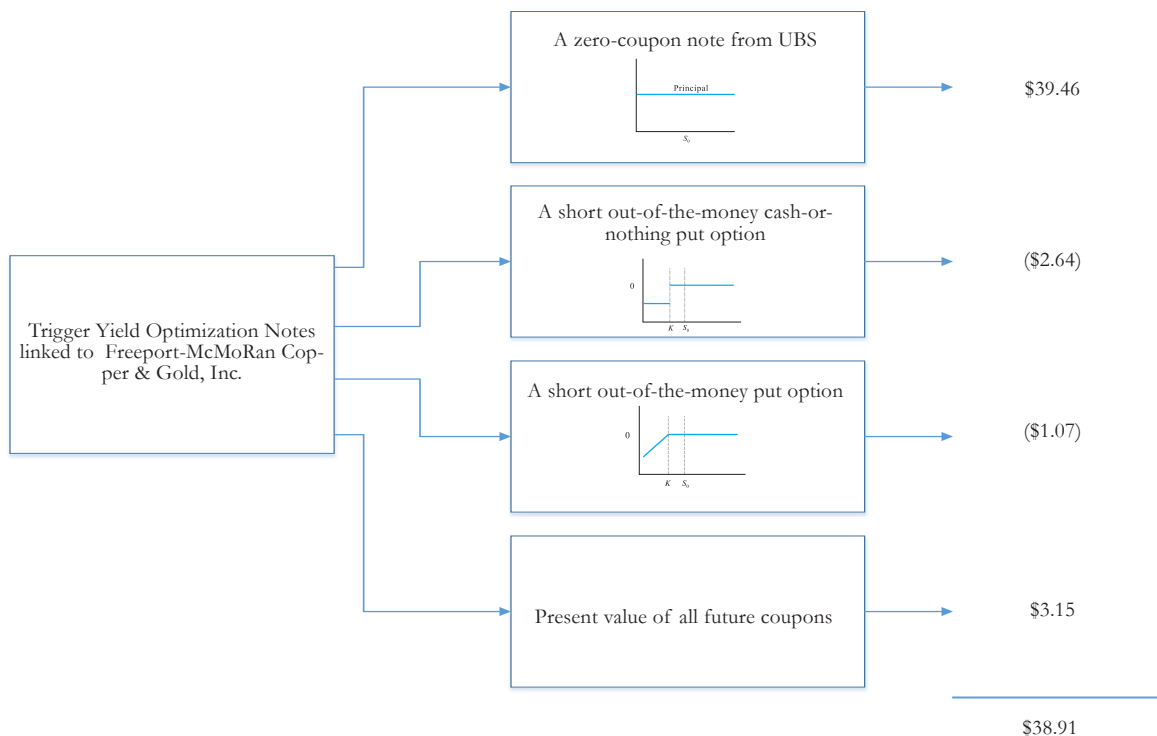 A zero-coupon note from UBS
Principal
S₀
$39.46
A short out-of-the-money cash-or-
nothing put option
0
K
S₀
($2.64)
Trigger Yield Optimization Notes
linked to Freeport-McMoRan Cop-
per & Gold, Inc.
A short out-of-the-money put option
0
K
S₀
($1.07)
Present value of all future coupons
$3.15
$38.91